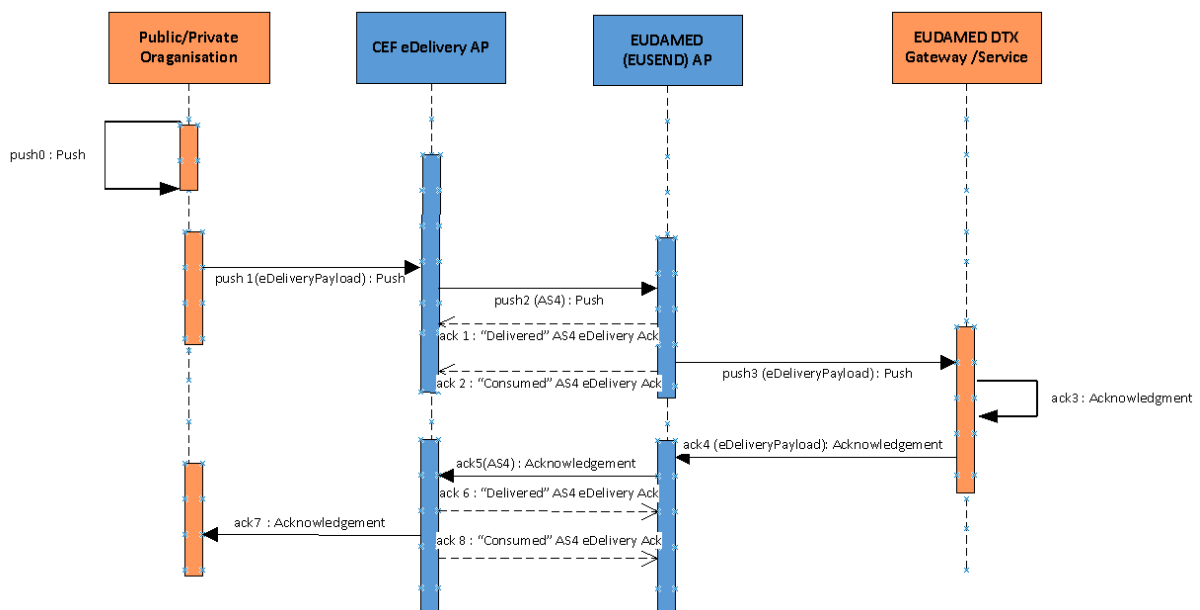 Public/Private
Oraganisation
CEF eDelivery AP
EUDAMED
(EUSEND) AP
EUDAMED DTX
Gateway /Service
push0 : Push
push 1(eDeliveryPayload) : Push
push2 (AS4) : Push
ack 1 : “Delivered” AS4 eDelivery Ack
push3 (eDeliveryPayload): Push
ack 2 : “Consumed” AS4 eDelivery Ack
ack3: Acknowledgment
ack4 (eDeliveryPayload): Acknowledgement
ack5(AS4) : Acknowledgement
ack 6 : “Delivered” AS4 eDelivery Ack
ack7 : Acknowledgement
ack 8 : “Consumed” AS4 eDelivery Ack